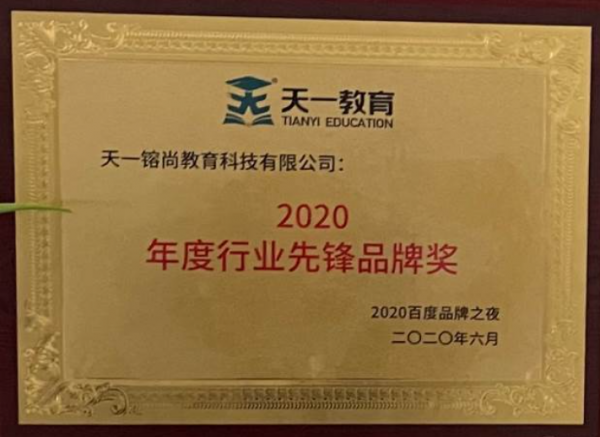 天一教育
TIANYI EDUCATION
天一镕尚教育科技有限公司：
2020
年度行业先锋品牌奖
2020百度品牌之夜
二〇二〇年六月